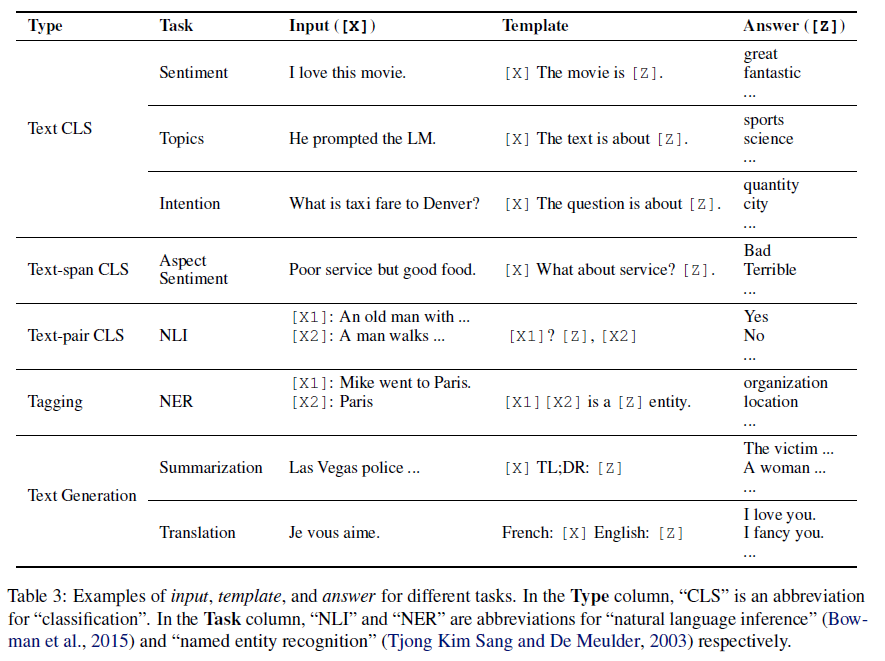 Type Task Input ([X]) Template Answer ([Z])
Text CLS
Sentiment I love this movie. [X] The movie is [Z].
great
fantastic
...
Topics He prompted the LM. [X] The text is about [Z].
sports
science
...
Intention What is taxi fare to Denver? [X] The question is about [Z].
quantity
city
...
Text-span CLS
Aspect
Sentiment
Poor service but good food. [X] What about service? [Z].
Bad
Terrible
...
Text-pair CLS NLI
[X1]: An old man with ...
[X2]: A man walks ...
[X1]? [Z], [X2]
Yes
No
...
Tagging NER
[X1]: Mike went to Paris.
[X2]: Paris
[X1][X2] is a [Z] entity.
organization
location
...
Text Generation
Summarization Las Vegas police ... [X] TL;DR: [Z]
The victim ...
A woman ...
...
Translation Je vous aime. French: [X] English: [Z]
I love you.
I fancy you.
...
Table 3: Examples of input, template, and answer for different tasks. In the Type column, “CLS” is an abbreviation
for “classification”. In the Task column, “NLI” and “NER” are abbreviations for “natural language inference” (Bow-
man et al., 2015) and “named entity recognition” (Tjong Kim Sang and De Meulder, 2003) respectively.